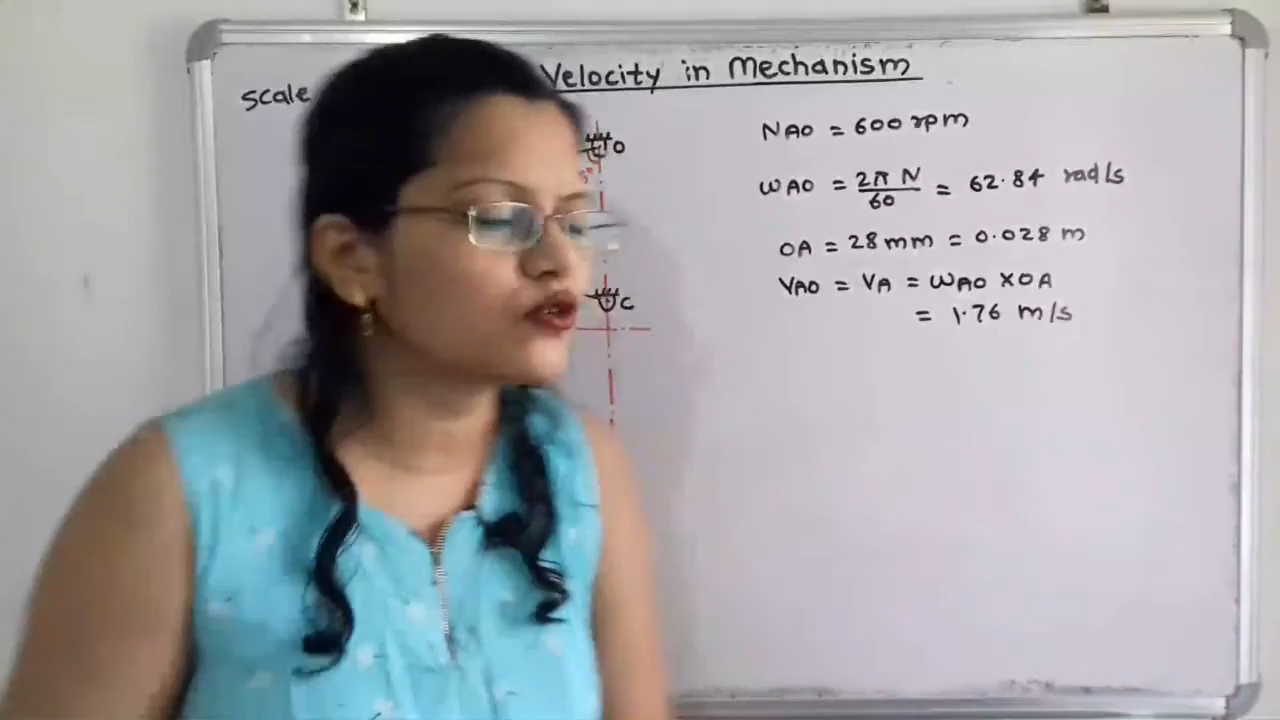 Velocity in Mechanism
Scale
NAO = 600 rpm
O
ωAO = 2π N / 60 = 62.84 rad/s
OA = 28 mm = 0.028 m
VAO = VA = ωAO × OA
C
= 1.76 m/s